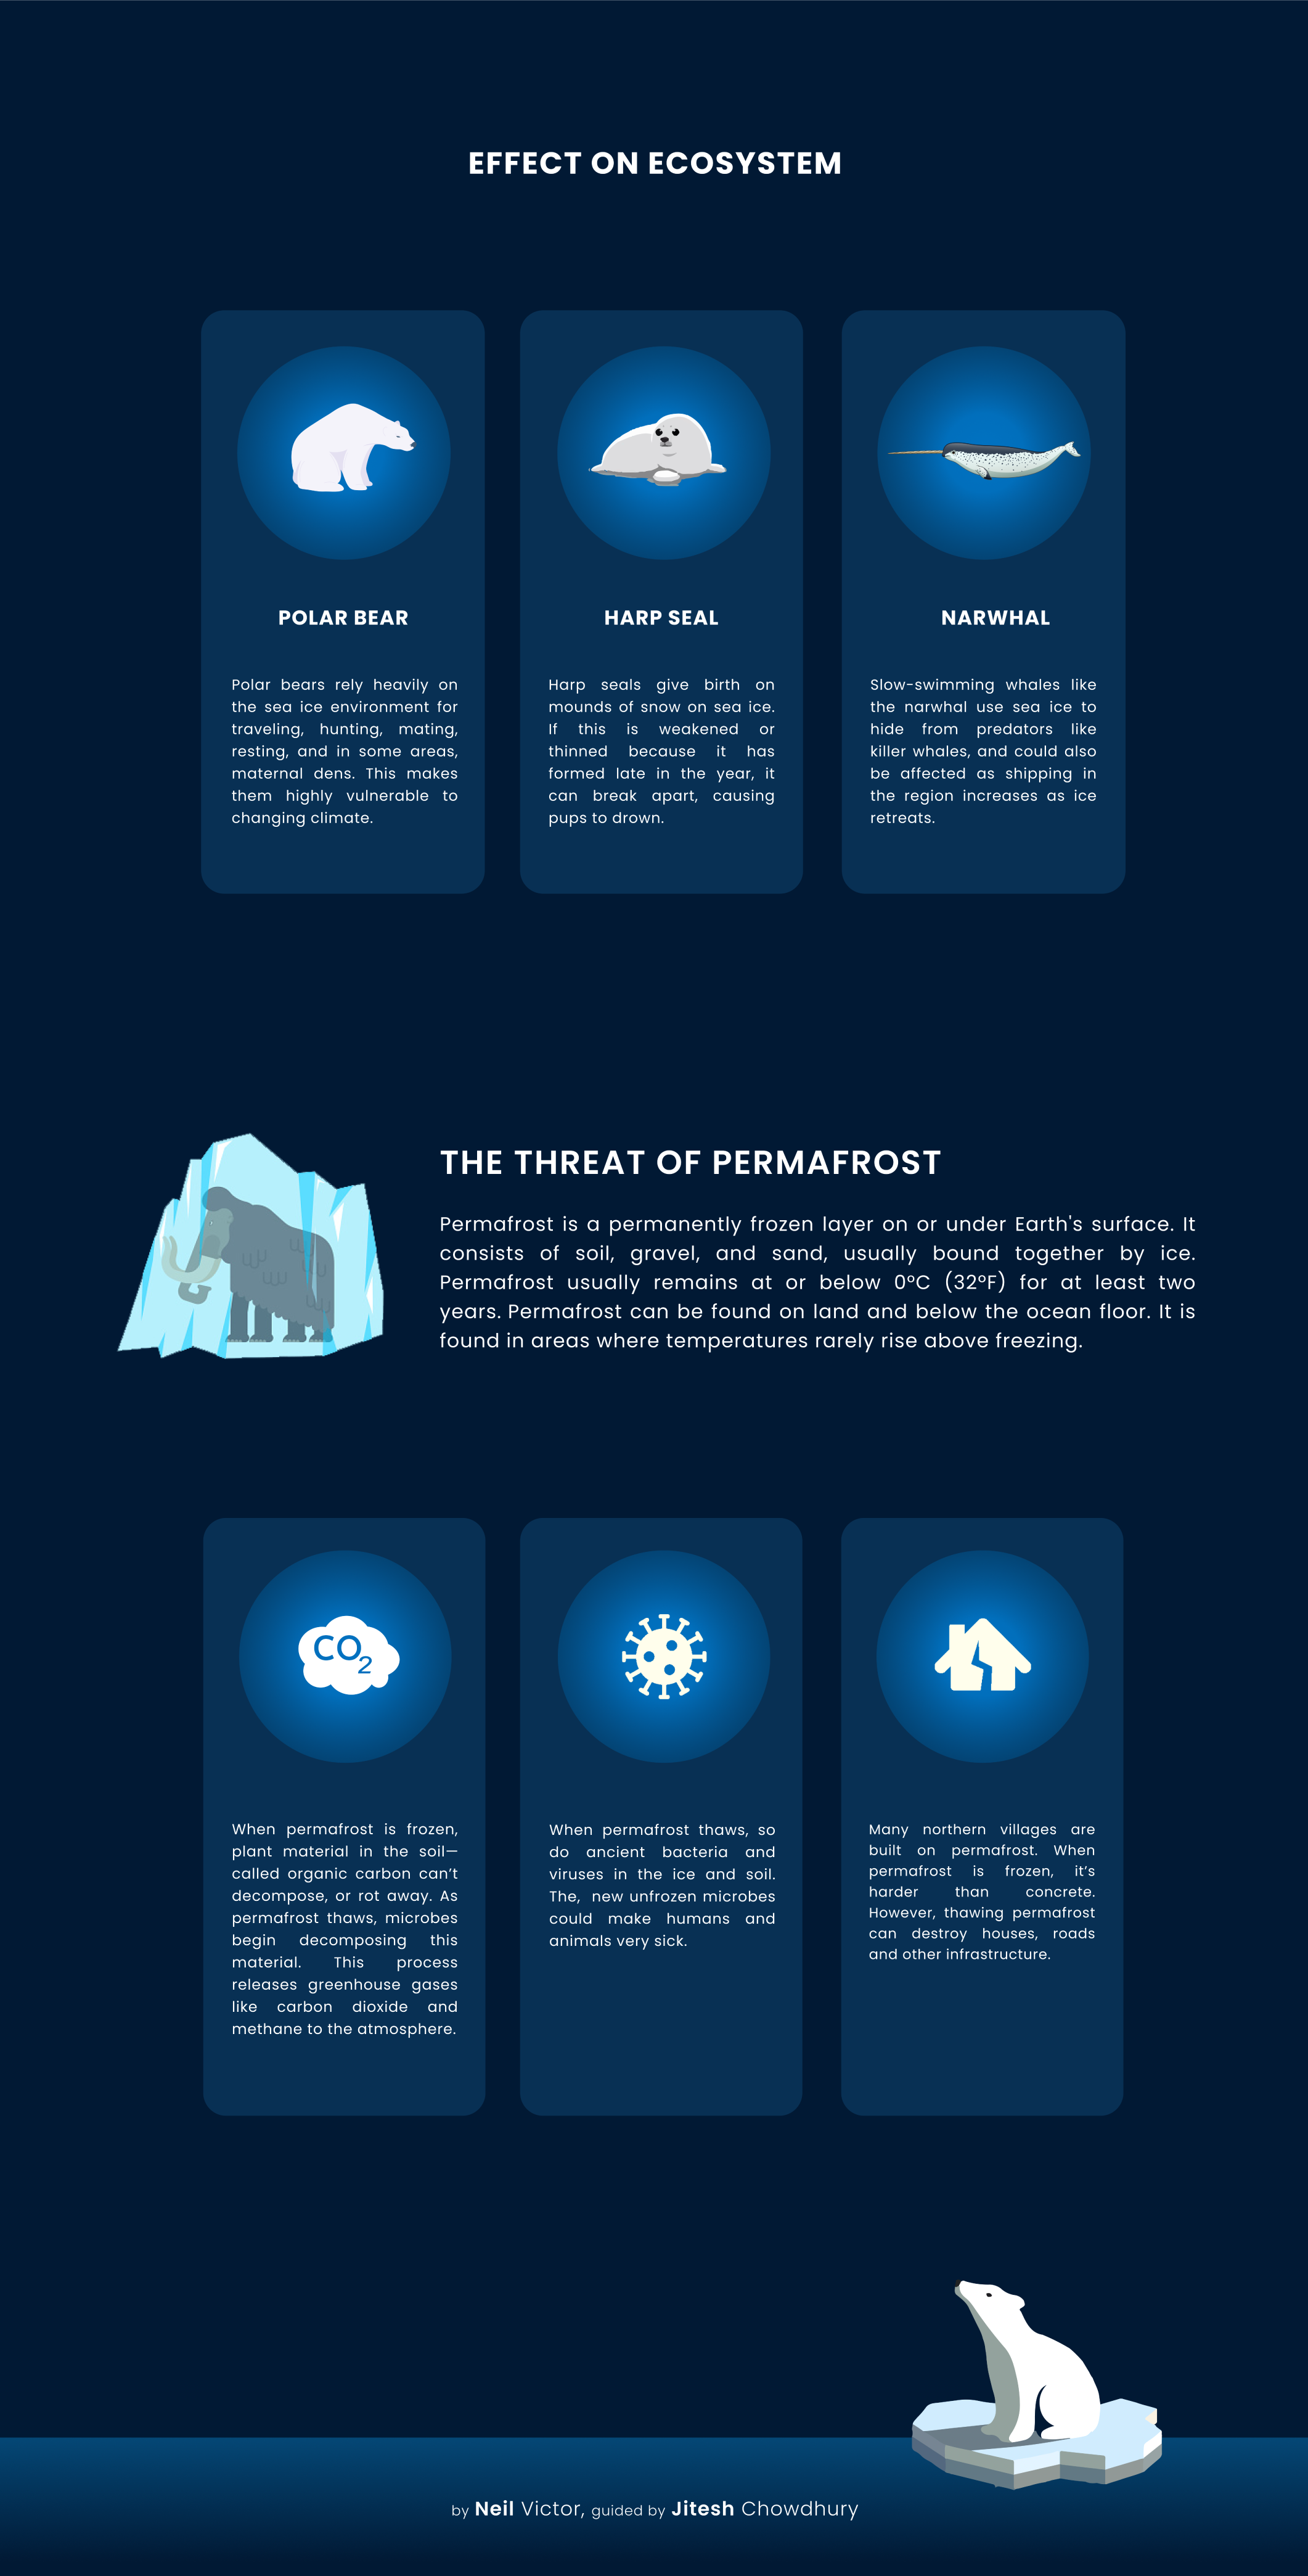 EFFECT ON ECOSYSTEM
POLAR BEAR
Polar bears rely heavily on
the sea ice environment for
traveling, hunting, mating,
resting, and in some areas,
maternal dens. This makes
them highly vulnerable to
changing climate.
HARP SEAL
Harp seals give birth on
mounds of snow on sea ice.
If this is weakened or
thinned because it has
formed late in the year, it
can break apart, causing
pups to drown.
NARWHAL
Slow-swimming whales like
the narwhal use sea ice to
hide from predators like
killer whales, and could also
be affected as shipping in
the region increases as ice
retreats.
THE THREAT OF PERMAFROST
Permafrost is a permanently frozen layer on or under Earth's surface. It
consists of soil, gravel, and sand, usually bound together by ice.
Permafrost usually remains at or below 0°C (32°F) for at least two
years. Permafrost can be found on land and below the ocean floor. It is
found in areas where temperatures rarely rise above freezing.
CO2
When permafrost is frozen,
plant material in the soil—
called organic carbon can’t
decompose, or rot away. As
permafrost thaws, microbes
begin decomposing this
material. This process
releases greenhouse gases
like carbon dioxide and
methane to the atmosphere.
When permafrost thaws, so
do ancient bacteria and
viruses in the ice and soil.
The, new unfrozen microbes
could make humans and
animals very sick.
Many northern villages are
built on permafrost. When
permafrost is frozen, it’s
harder than concrete.
However, thawing permafrost
can destroy houses, roads
and other infrastructure.
by Neil Victor, guided by Jitesh Chowdhury